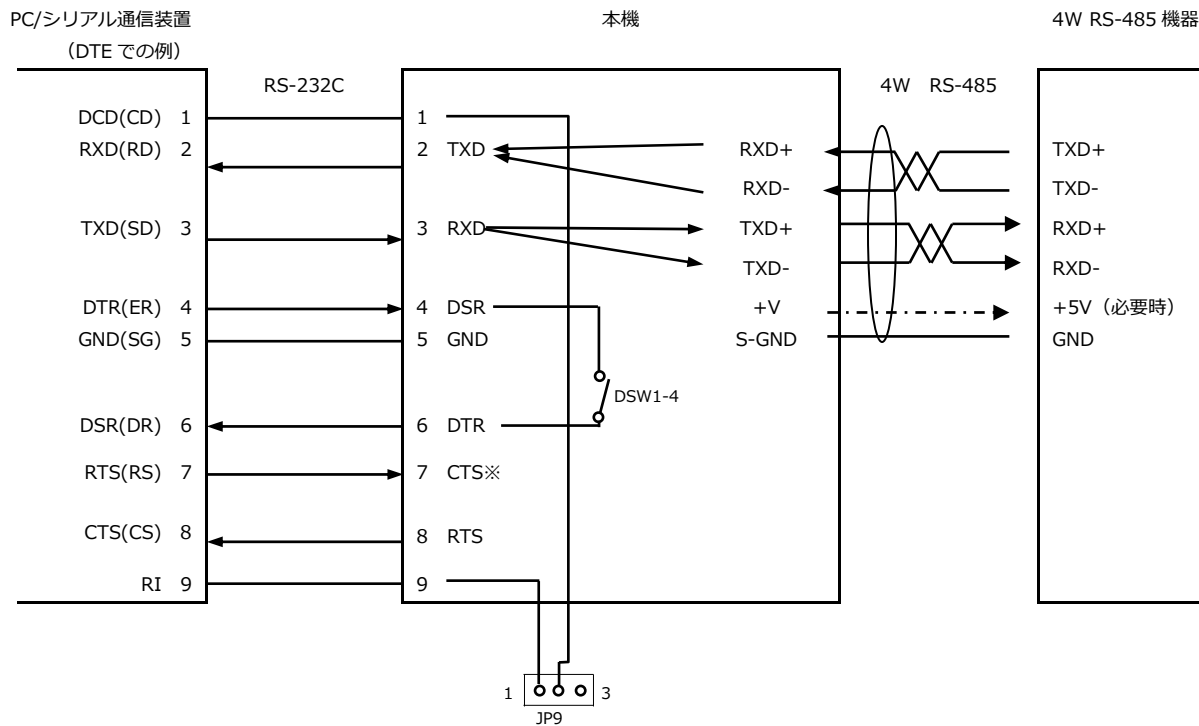 PC/シリアル通信装置
(DTE での例)
本機
4W RS-485 機器
RS-232C
4W RS-485
DCD(CD) 1
1
RXD(RD) 2
2 TXD
RXD+
TXD+
RXD-
TXD-
TXD(SD) 3
3 RXD
TXD+
RXD+
TXD-
RXD-
DTR(ER) 4
4 DSR
+V
+5V(必要時)
GND(SG) 5
5 GND
S-GND
GND
DSW1-4
DSR(DR) 6
6 DTR
RTS(RS) 7
7 CTS※
CTS(CS) 8
8 RTS
RI 9
9
1
3
JP9